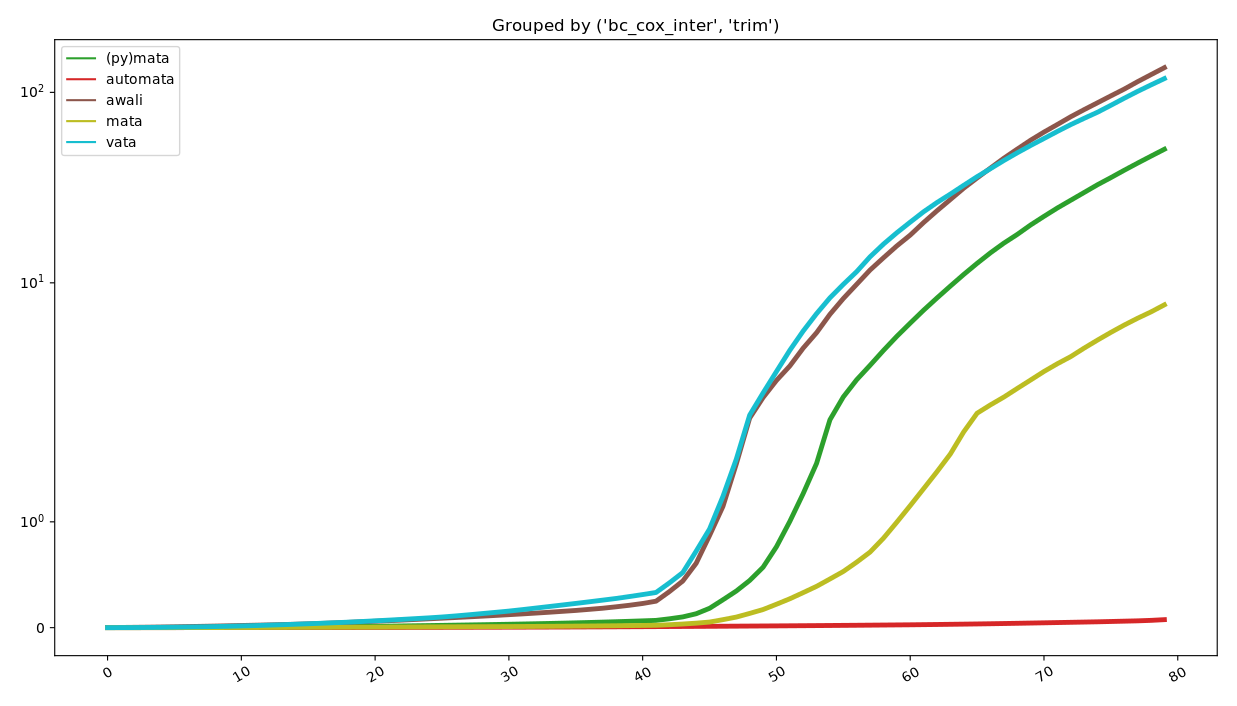 Grouped by ('bc_cox_inter', 'trim')
(py)mata
automata
awali
mata
vata
10²
10¹
10⁰
0
0
10
20
30
40
50
60
70
80